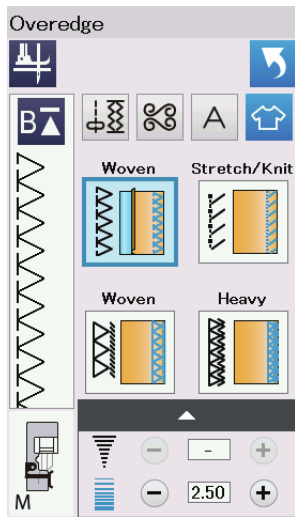 Overedge
B
A
Woven Stretch/Knit
Woven Heavy
- - +
M - 2.50 +